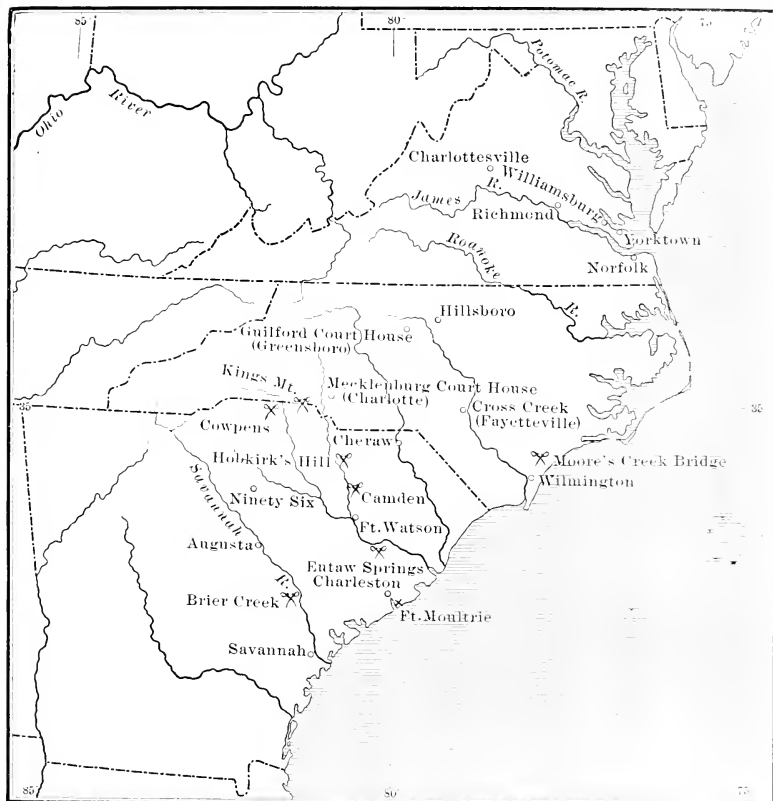 85
80
75
Potomac R.
Ohio River
Charlottesville
Williamsburg
James R.
Richmond
Yorktown
Roanoke R.
Norfolk
Hillsboro
Guilford Court House
(Greensboro)
Kings Mt.
Mecklenburg Court House
(Charlotte)
35
35
Cross Creek
(Fayetteville)
Cowpens
Cheraw
Hobkirk's Hill
Moore's Creek Bridge
Savannah R.
Wilmington
Ninety Six
Camden
Ft. Watson
Augusta
Eutaw Springs
Charleston
Brier Creek
Ft. Moultrie
Savannah
85
80
75